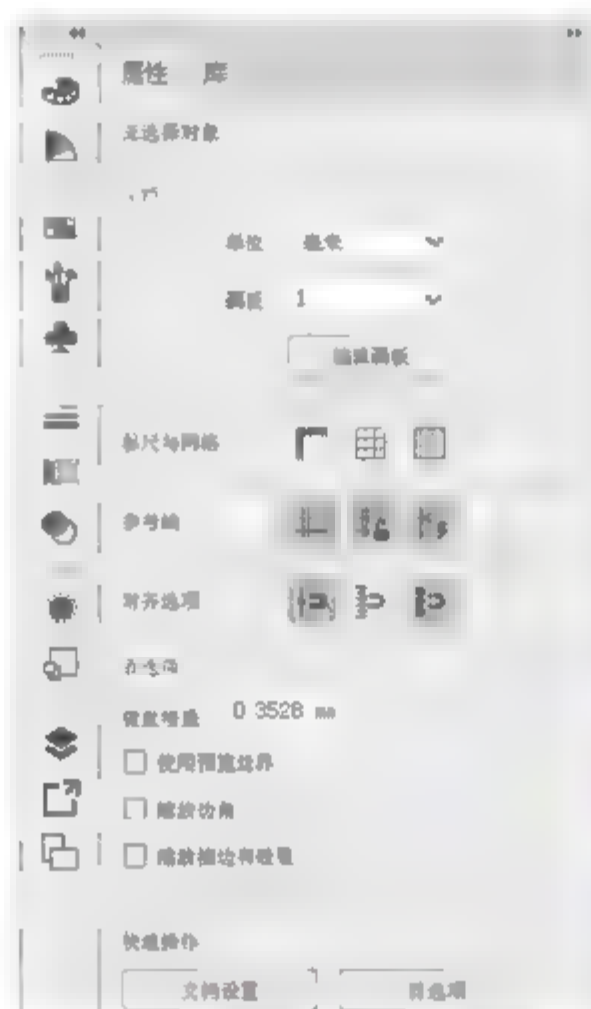 属性 库
无选择对象
单位 毫米
画板 1
编辑画板
标尺与网格
参考线
对齐选项
首选项
键盘增量 0.3528 mm
使用预览边界
缩放边角
缩放描边和效果
快速操作
文档设置 首选项